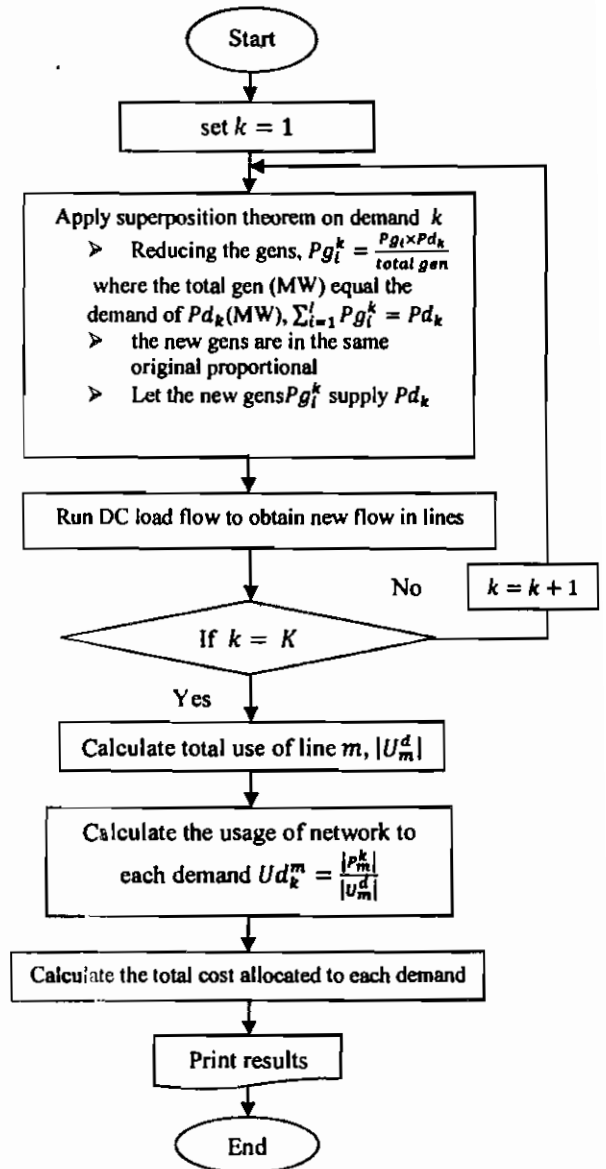 Start
set k = 1
Apply superposition theorem on demand k
➢ Reducing the gens, Pg_i^k = \frac{Pg_i×Pd_k}{total gen}
where the total gen (MW) equal the
demand of Pd_k(MW), ∑_{i=1}^{I} Pg_i^k = Pd_k
➢ the new gens are in the same
original proportional
➢ Let the new gensPg_i^k supply Pd_k
Run DC load flow to obtain new flow in lines
No
k = k + 1
If k = K
Yes
Calculate total use of line m, |U_m^d|
Calculate the usage of network to
each demand Ud_k^m = \frac{|P_m^k|}{|U_m^d|}
Calculate the total cost allocated to each demand
Print results
End